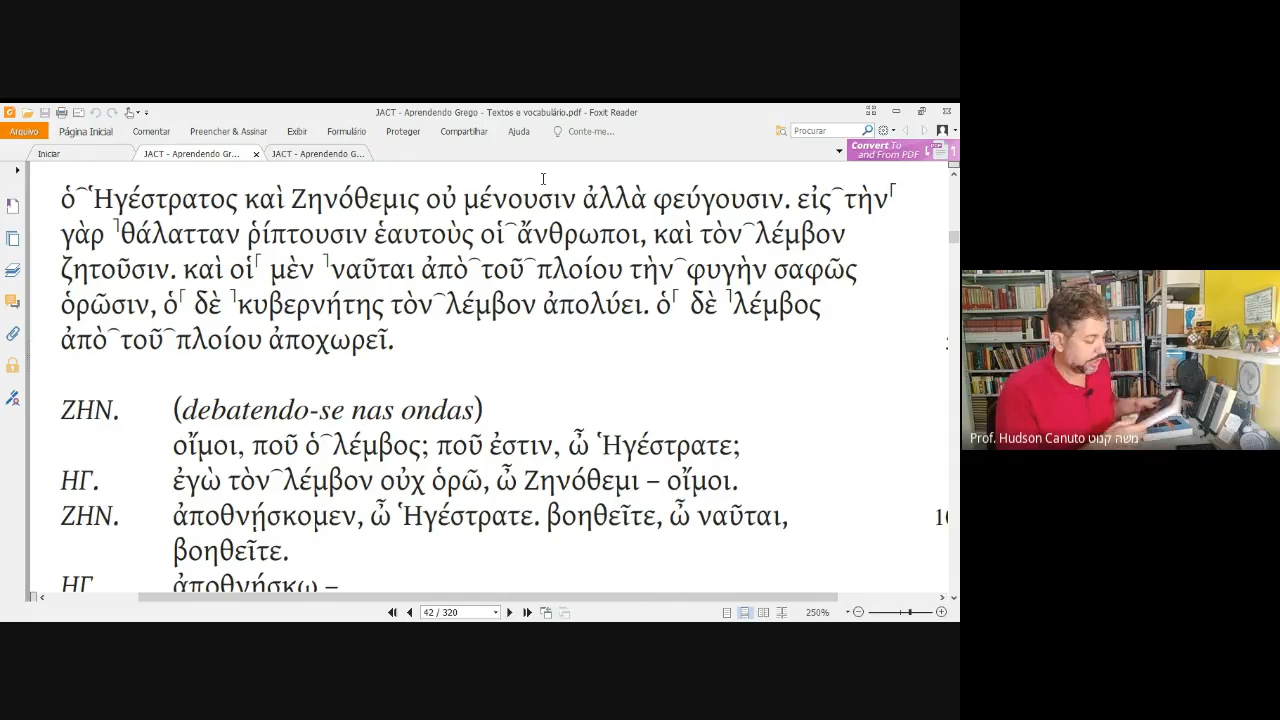 JACT - Aprendendo Grego - Textos e vocabulário.pdf - Foxit Reader
Arquivo Página Inicial Comentar Preencher & Assinar Exibir Formulário Proteger Compartilhar Ajuda Conte-me... Procurar
Iniciar JACT - Aprendendo Gr... JACT - Aprendendo G... Convert To and From PDF
ὁ⁀Ἡγέστρατος καὶ Ζηνόθεμις οὐ μένουσιν ἀλλὰ φεύγουσιν. εἰς⁀τὴν⸢
γὰρ ⸣θάλατταν ῥίπτουσιν ἑαυτοὺς οἱ⁀ἄνθρωποι, καὶ τὸν⁀λέμβον
ζητοῦσιν. καὶ οἱ⸢ μὲν ⸣ναῦται ἀπὸ⁀τοῦ⁀πλοίου τὴν⁀φυγὴν σαφῶς
ὁρῶσιν, ὁ⸢ δὲ ⸣κυβερνήτης τὸν⁀λέμβον ἀπολύει. ὁ⸢ δὲ ⸣λέμβος
ἀπὸ⁀τοῦ⁀πλοίου ἀποχωρεῖ.
ΖΗΝ. (debatendo-se nas ondas)
οἴμοι, ποῦ ὁ⁀λέμβος; ποῦ ἐστιν, ὦ Ἡγέστρατε;
ΗΓ. ἐγὼ τὸν⁀λέμβον οὐχ ὁρῶ, ὦ Ζηνόθεμι – οἴμοι.
ΖΗΝ. ἀποθνῄσκομεν, ὦ Ἡγέστρατε. βοηθεῖτε, ὦ ναῦται,
βοηθεῖτε.
ΗΓ ἀποθνῄσκω –
42 / 320 250%
Prof. Hudson Canuto משה קנוט